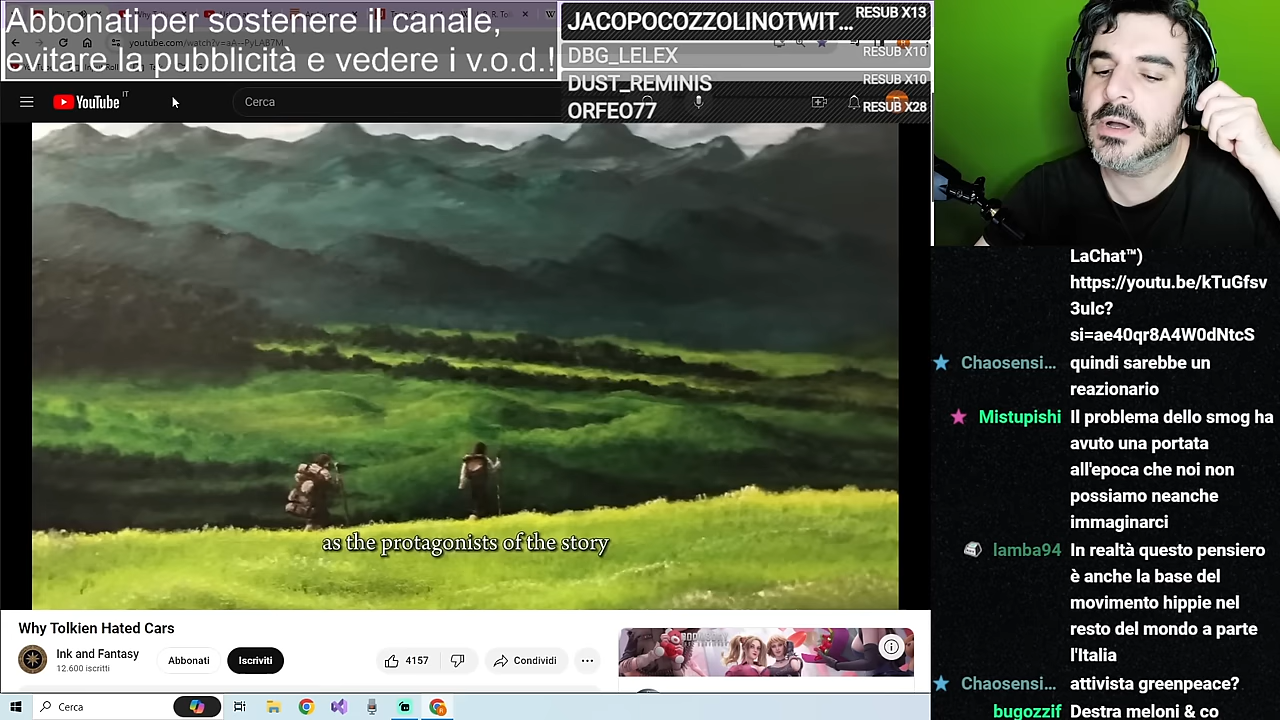 Abbonati per sostenere il canale,
evitare la pubblicità e vedere i v.o.d.!
JACOPOCOZZOLINOTWIT... RESUB X13
DBG_LELEX RESUB X10
DUST_REMINIS RESUB X10
ORFEO77 RESUB X28
YouTube IT
Cerca
as the protagonists of the story
Why Tolkien Hated Cars
Ink and Fantasy
12.600 iscritti
Abbonati
Iscriviti
4157
Condividi
Cerca
LaChat™)
https://youtu.be/kTuGfsv
3uIc?
si=ae40qr8A4W0dNtcS
Chaosensi... quindi sarebbe un
reazionario
Mistupishi Il problema dello smog ha
avuto una portata
all'epoca che noi non
possiamo neanche
immaginarci
lamba94 In realtà questo pensiero
è anche la base del
movimento hippie nel
resto del mondo a parte
l'Italia
Chaosensi... attivista greenpeace?
bugozzif Destra meloni & co